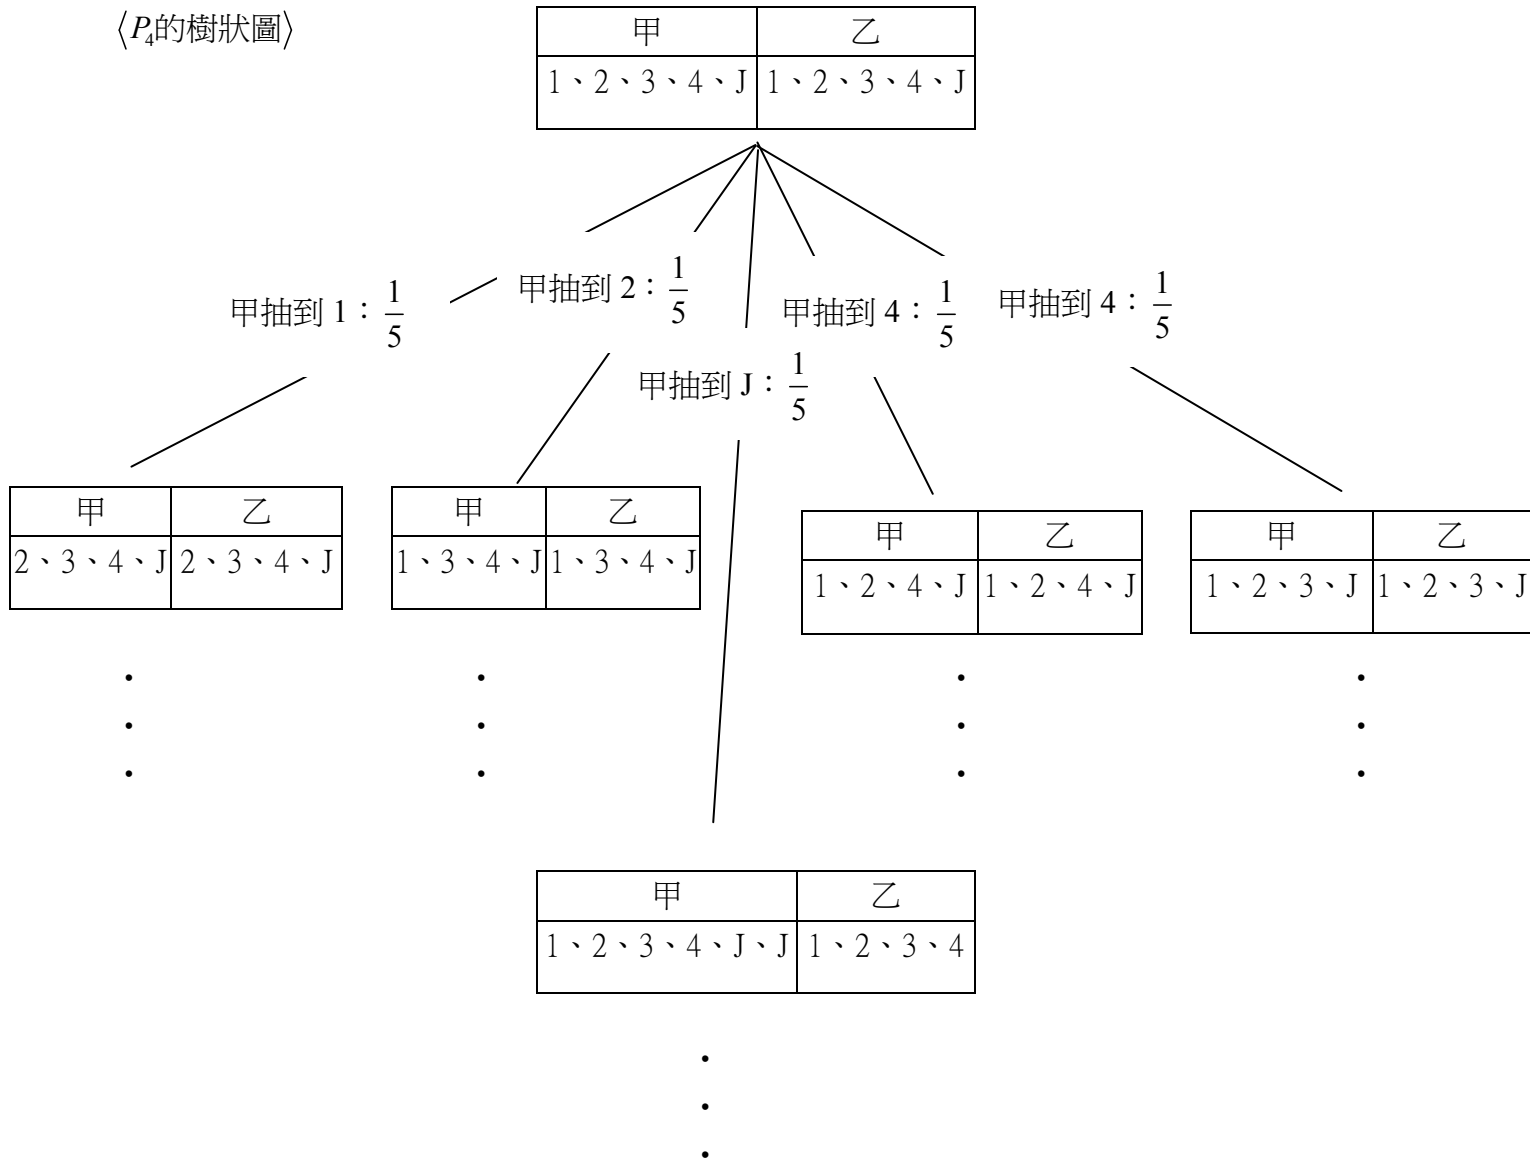 〈P₄的樹狀圖〉
甲 乙
1、2、3、4、J 1、2、3、4、J
甲抽到 1：1/5
甲抽到 2：1/5
甲抽到 J：1/5
甲抽到 4：1/5
甲抽到 4：1/5
甲 乙
2、3、4、J 2、3、4、J
甲 乙
1、3、4、J 1、3、4、J
甲 乙
1、2、4、J 1、2、4、J
甲 乙
1、2、3、J 1、2、3、J
甲 乙
1、2、3、4、J、J 1、2、3、4